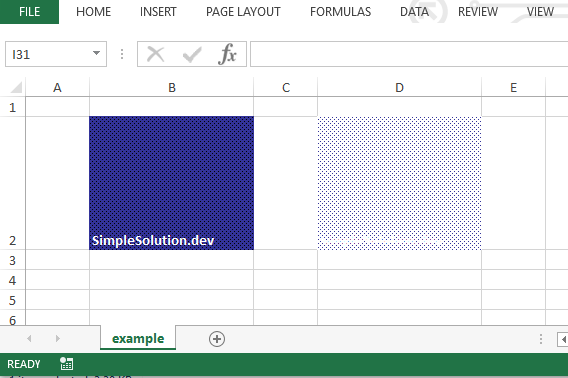 FILE HOME INSERT PAGE LAYOUT FORMULAS DATA REVIEW VIEW
I31 fx
A B C D E
1
2 SimpleSolution.dev
3
4
5
6
example
READY